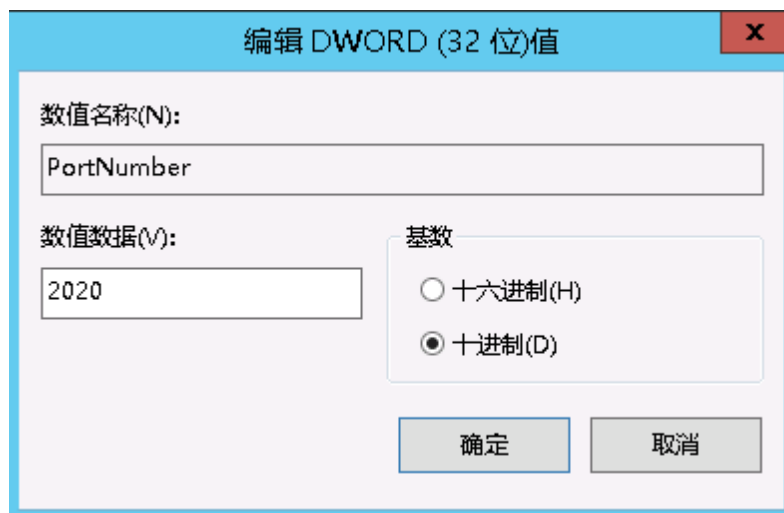 编辑 DWORD (32 位)值
x
数值名称(N):
PortNumber
数值数据(V):
基数
2020
十六进制(H)
十进制(D)
确定
取消